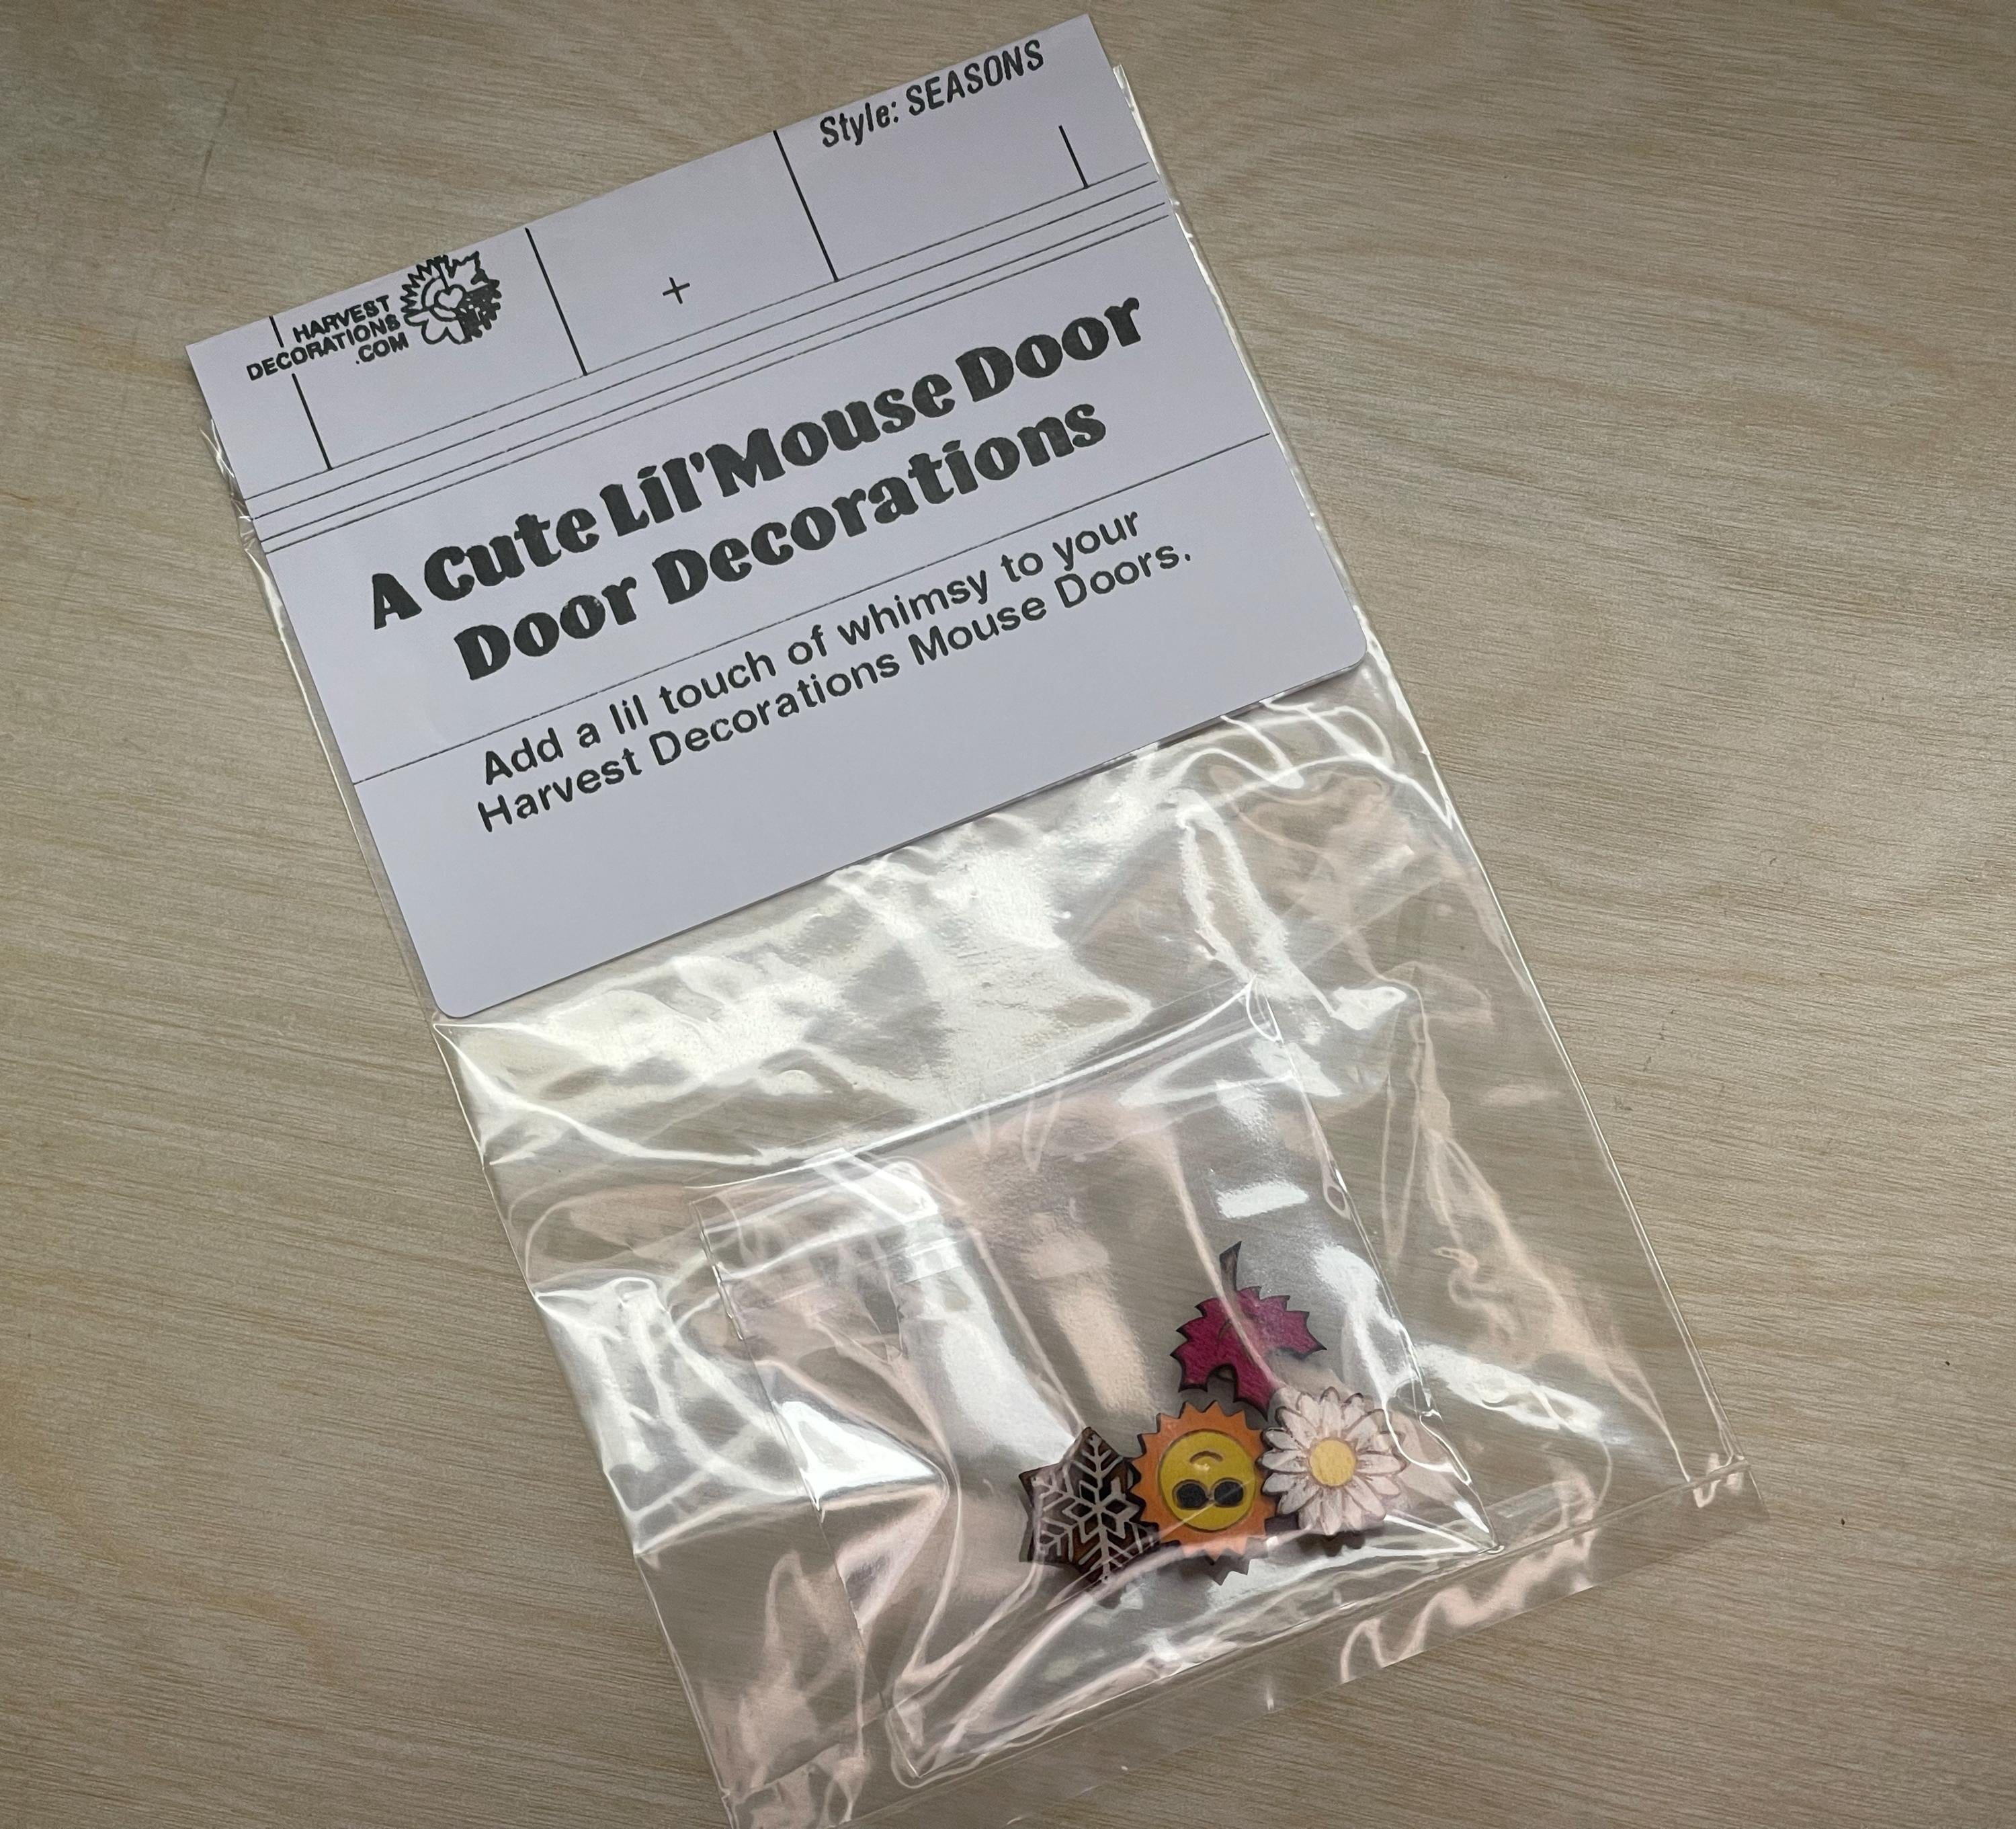 Style: SEASONS
HARVEST
DECORATIONS
.COM
+
A Cute Lil' Mouse Door
Door Decorations
Add a lil touch of whimsy to your
Harvest Decorations Mouse Doors.